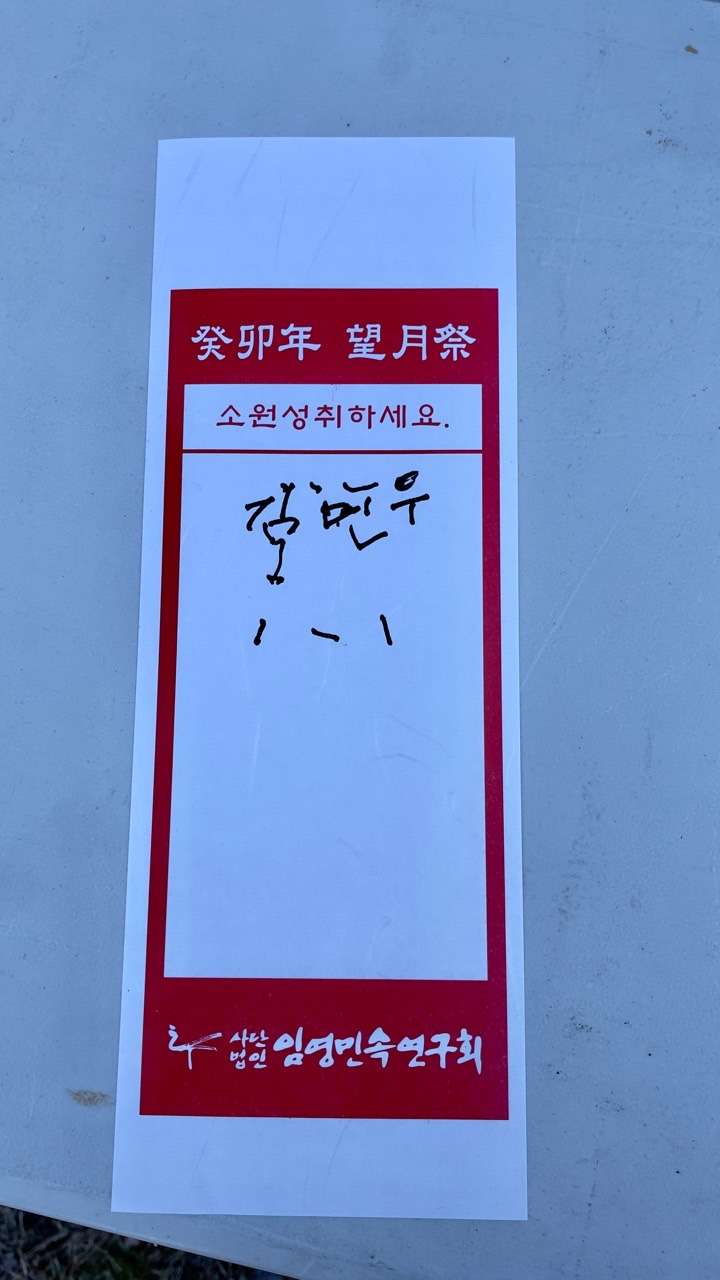 癸卯年 望月祭
소원성취하세요.
민우
사단
법인 임영민속연구회